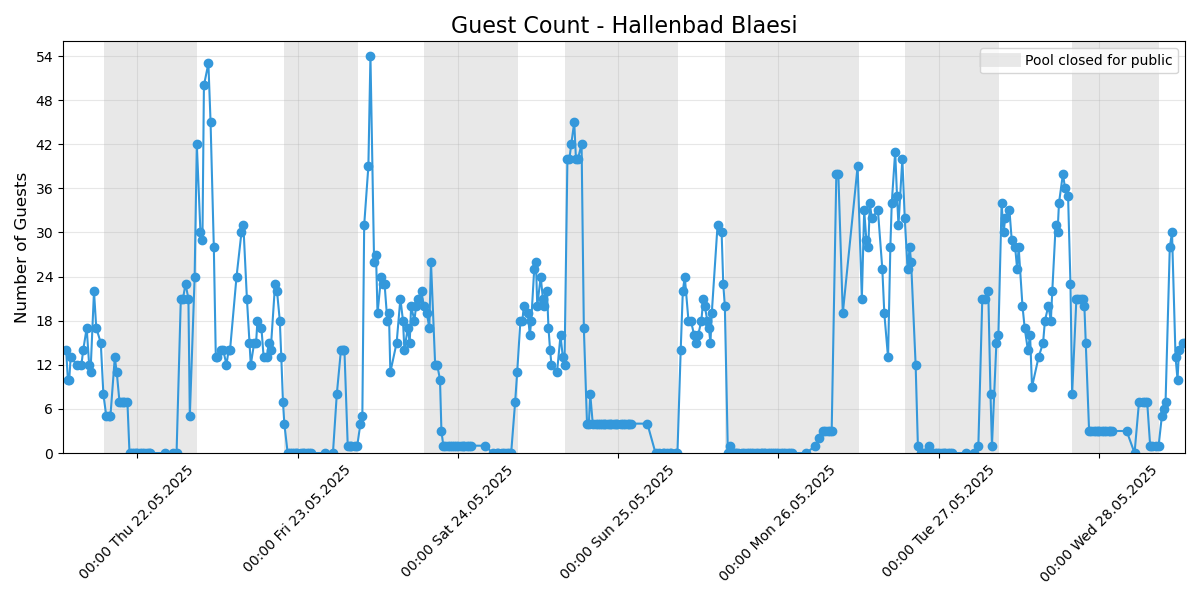 Guest Count - Hallenbad Blaesi
Pool closed for public
Number of Guests
54
48
42
36
30
24
18
12
6
0
00:00 Thu 22.05.2025
00:00 Fri 23.05.2025
00:00 Sat 24.05.2025
00:00 Sun 25.05.2025
00:00 Mon 26.05.2025
00:00 Tue 27.05.2025
00:00 Wed 28.05.2025